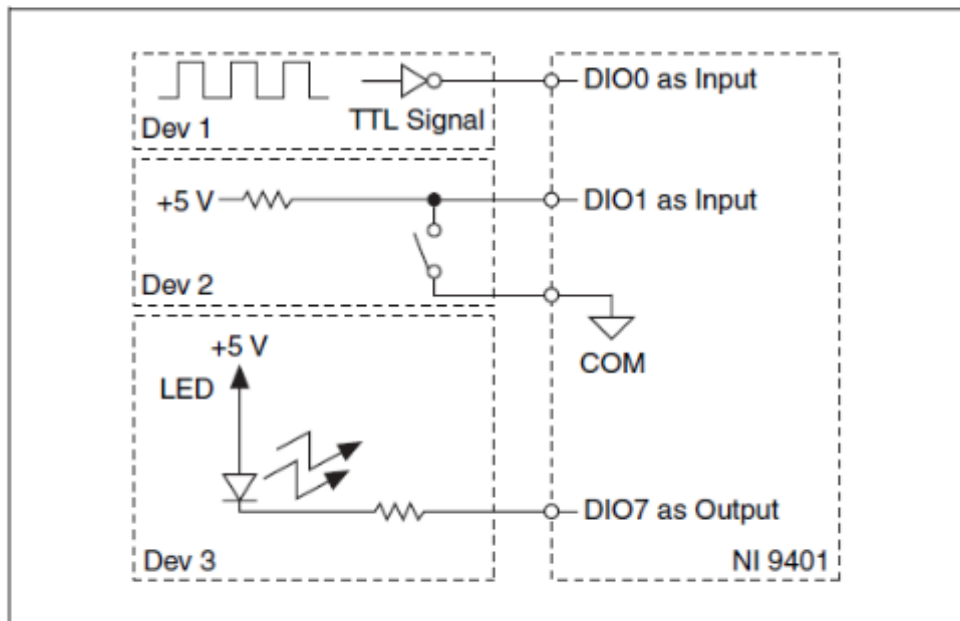 DIO0 as Input
TTL Signal
Dev 1
+5 V
DIO1 as Input
Dev 2
COM
+5 V
LED
DIO7 as Output
Dev 3
NI 9401